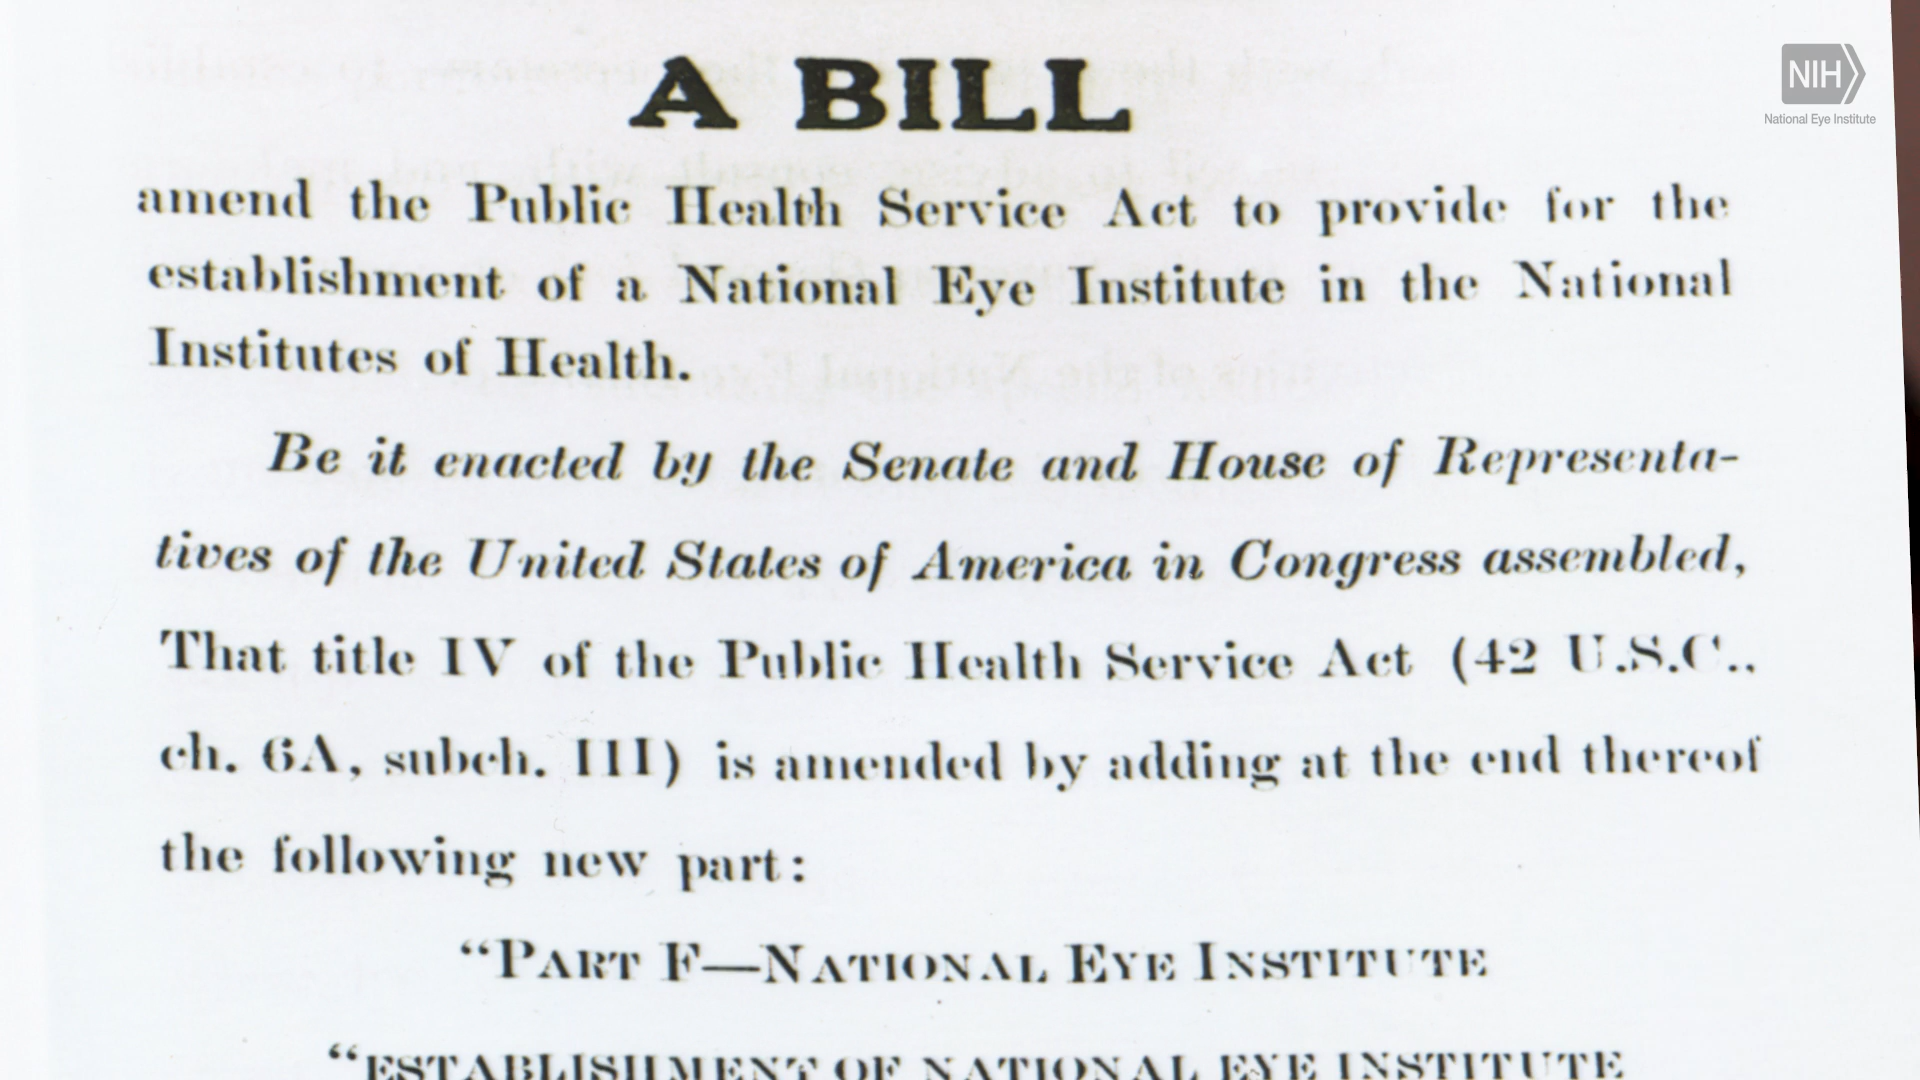 A BILL
NIH
National Eye Institute
amend the Public Health Service Act to provide for the
establishment of a National Eye Institute in the National
Institutes of Health.
Be it enacted by the Senate and House of Representa-
tives of the United States of America in Congress assembled,
That title IV of the Public Health Service Act (42 U.S.C.,
ch. 6A, subch. III) is amended by adding at the end thereof
the following new part:
"PART F—NATIONAL EYE INSTITUTE
"ESTABLISHMENT OF NATIONAL EYE INSTITUTE